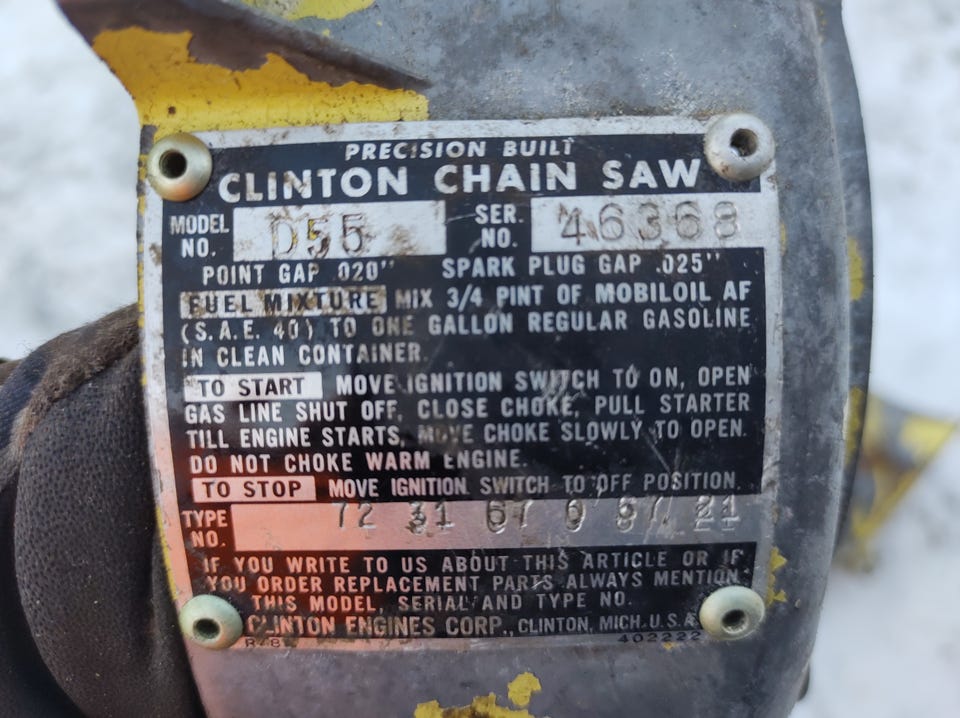 PRECISION BUILT
CLINTON CHAIN SAW
MODEL NO. D55 SER. NO. 46368
POINT GAP .020" SPARK PLUG GAP .025"
FUEL MIXTURE MIX 3/4 PINT OF MOBILOIL AF
(S.A.E. 40) TO ONE GALLON REGULAR GASOLINE
IN CLEAN CONTAINER.
TO START MOVE IGNITION SWITCH TO ON, OPEN
GAS LINE SHUT OFF, CLOSE CHOKE, PULL STARTER
TILL ENGINE STARTS, MOVE CHOKE SLOWLY TO OPEN.
DO NOT CHOKE WARM ENGINE.
TO STOP MOVE IGNITION SWITCH TO OFF POSITION.
TYPE NO. 72 31 67
IF YOU WRITE TO US ABOUT THIS ARTICLE OR IF
YOU ORDER REPLACEMENT PARTS ALWAYS MENTION
THIS MODEL, SERIAL AND TYPE NO.
CLINTON ENGINES CORP., CLINTON, MICH. U.S.A.
402222